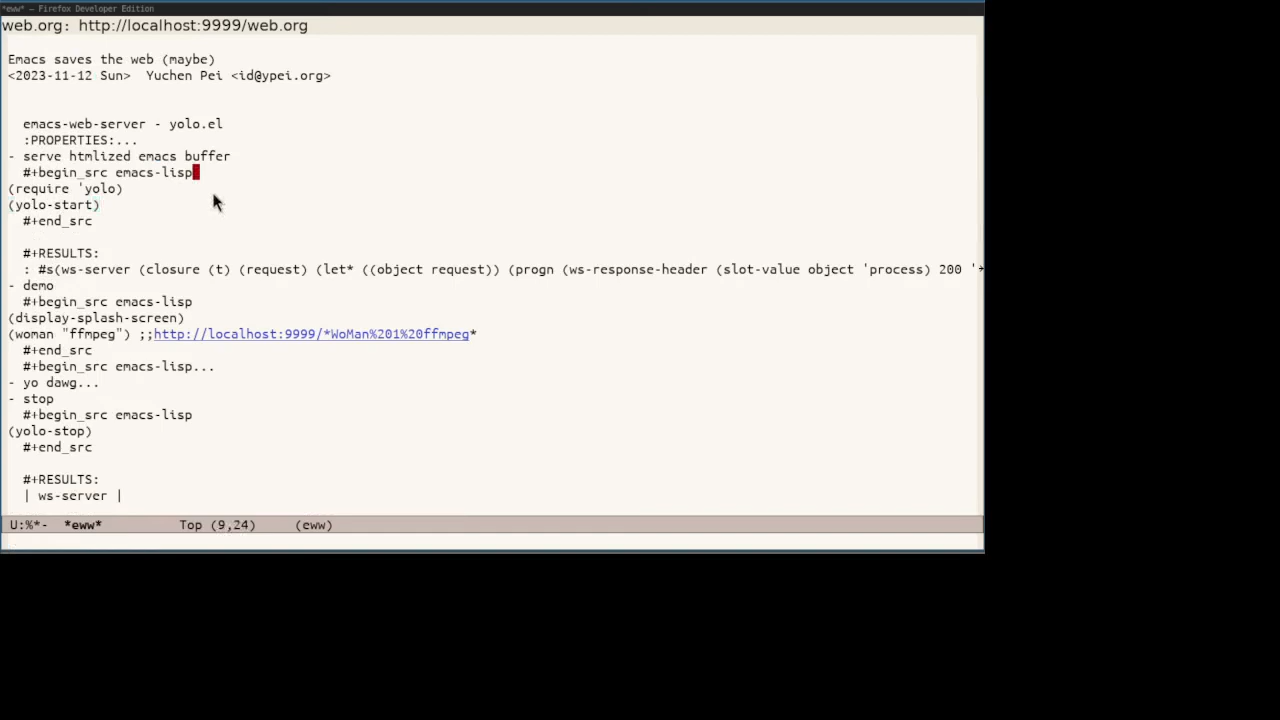 *eww* — Firefox Developer Edition
web.org: http://localhost:9999/web.org
Emacs saves the web (maybe)
<2023-11-12 Sun>  Yuchen Pei <id@ypei.org>
emacs-web-server - yolo.el
:PROPERTIES:...
- serve htmlized emacs buffer
#+begin_src emacs-lisp
(require 'yolo)
(yolo-start)
#+end_src
#+RESULTS:
: #s(ws-server (closure (t) (request) (let* ((object request)) (progn (ws-response-header (slot-value object 'process) 200 '
- demo
#+begin_src emacs-lisp
(display-splash-screen)
(woman "ffmpeg") ;;http://localhost:9999/*WoMan%201%20ffmpeg*
#+end_src
#+begin_src emacs-lisp...
- yo dawg...
- stop
#+begin_src emacs-lisp
(yolo-stop)
#+end_src
#+RESULTS:
| ws-server |
U:%*-  *eww*          Top (9,24)     (eww)